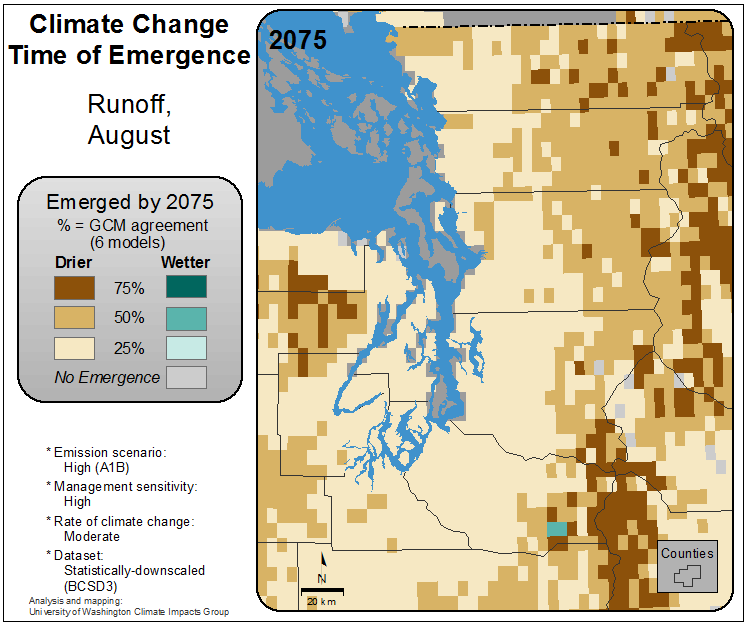 Climate Change
Time of Emergence
Runoff,
August
Emerged by 2075
% = GCM agreement
(6 models)
Drier Wetter
75%
50%
25%
No Emergence
* Emission scenario:
High (A1B)
* Management sensitivity:
High
* Rate of climate change:
Moderate
* Dataset:
Statistically-downscaled
(BCSD3)
Analysis and mapping:
University of Washington Climate Impacts Group
2075
N
20 km
Counties